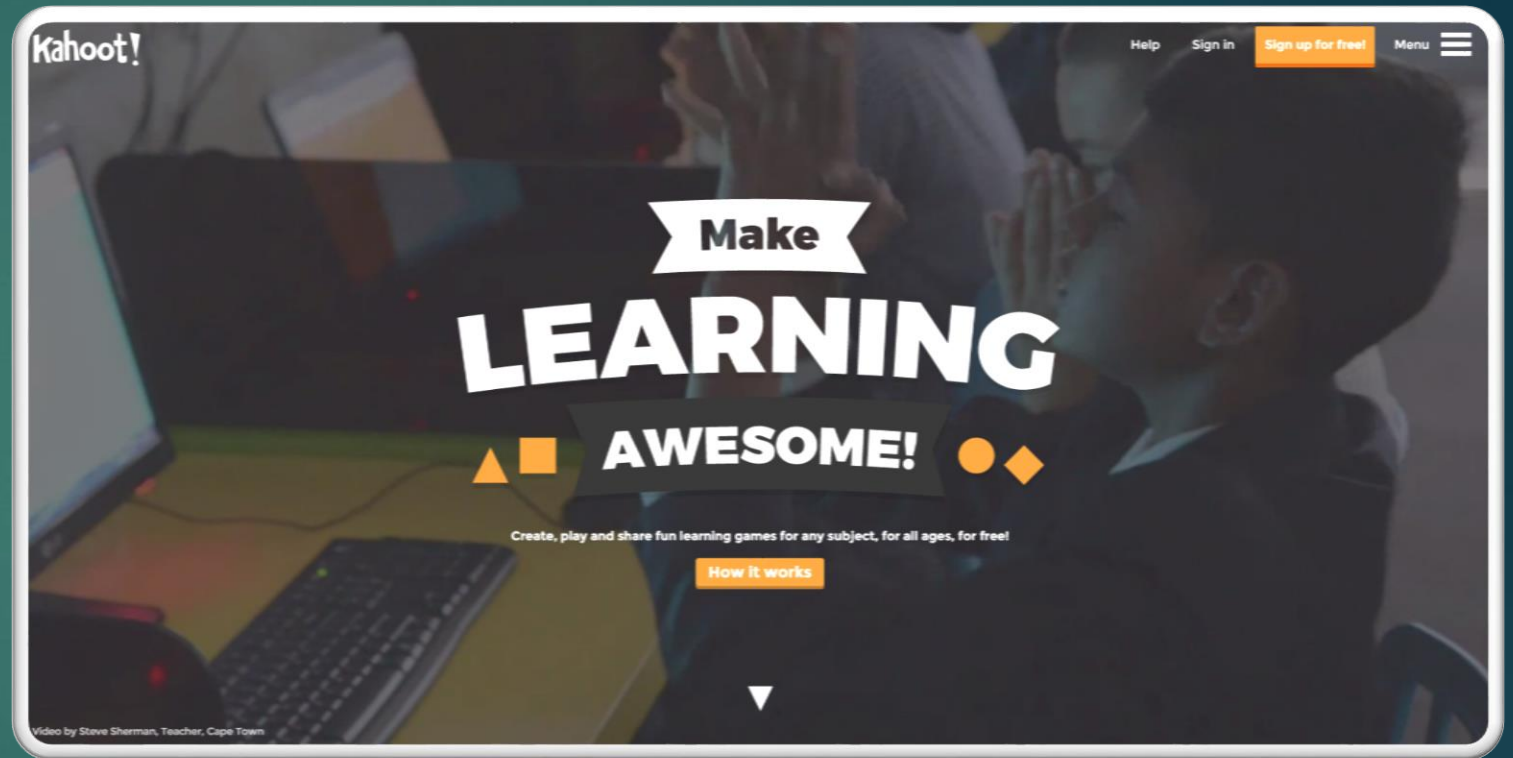 Kahoot!
Help Sign in Sign up for free! Menu
Make
LEARNING
AWESOME!
Create, play and share fun learning games for any subject, for all ages, for free!
How it works
Video by Steve Sherman, Teacher, Cape Town